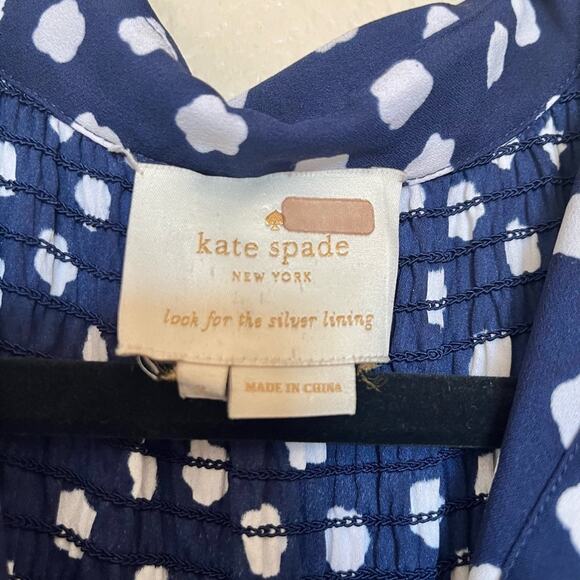 kate spade
NEW YORK
look for the silver lining
MADE IN CHINA